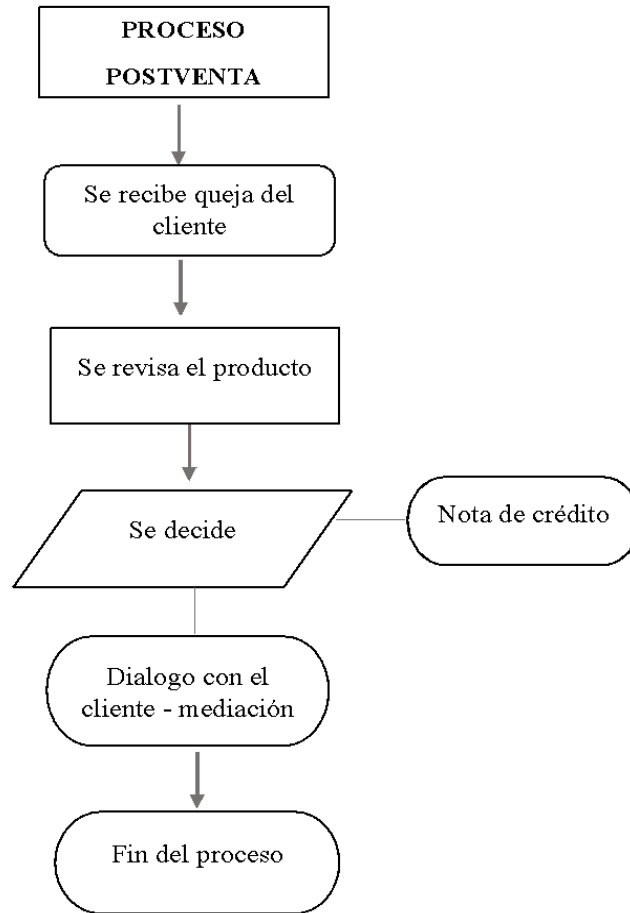 PROCESO
POSTVENTA
Se recibe queja del
cliente
Se revisa el producto
Se decide
Nota de crédito
Dialogo con el
cliente - mediación
Fin del proceso